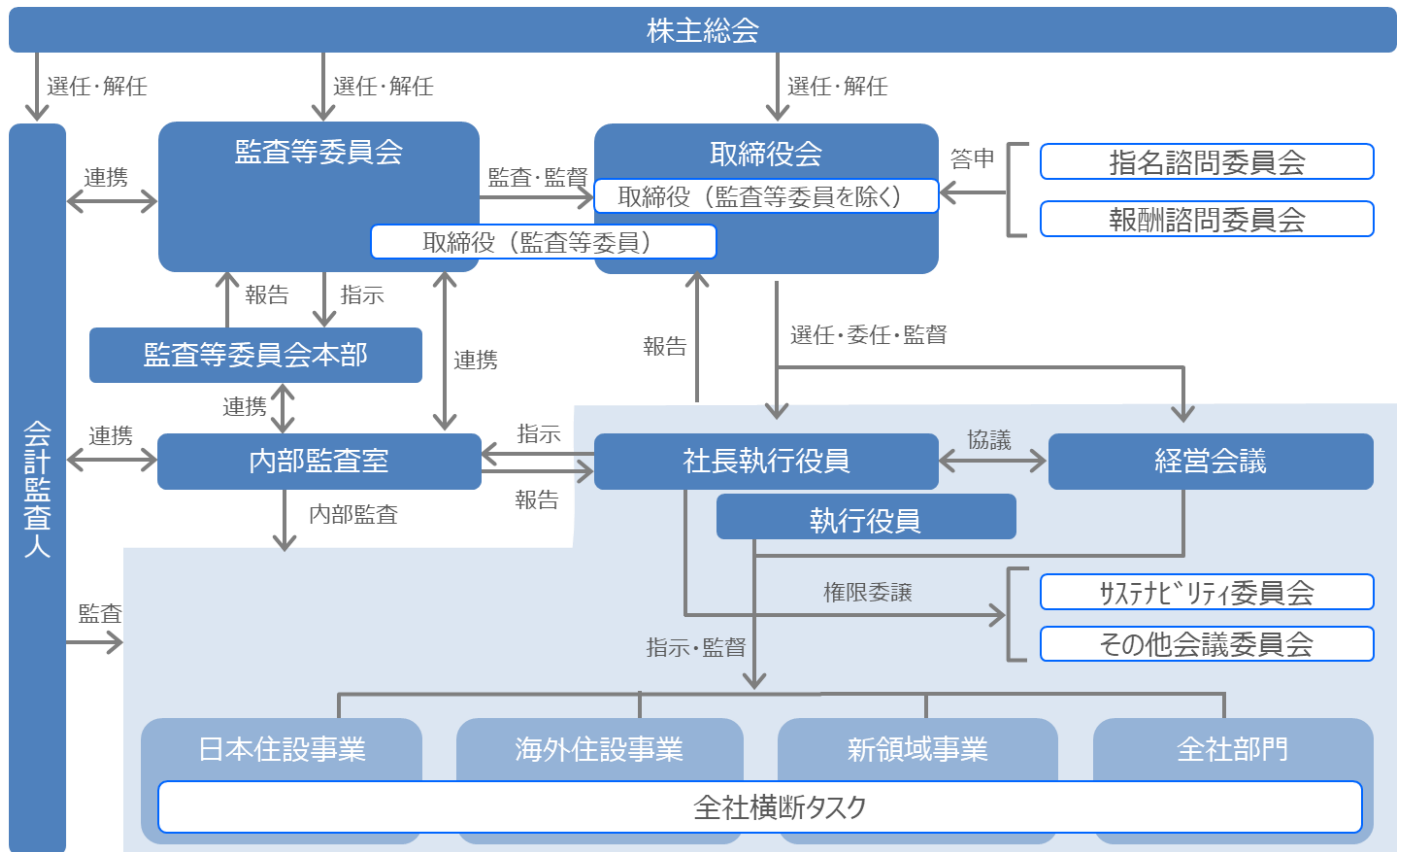 株主総会
選任・解任
選任・解任
選任・解任
監査等委員会
取締役会
答申
指名諮問委員会
連携
監査・監督
取締役（監査等委員を除く）
報酬諮問委員会
取締役（監査等委員）
報告
指示
選任・委任・監督
監査等委員会本部
報告
連携
連携
会計監査人
連携
指示
協議
内部監査室
社長執行役員
経営会議
報告
内部監査
執行役員
権限委譲
ｻｽﾃﾅﾋﾞﾘﾃｨ委員会
監査
指示・監督
その他会議委員会
日本住設事業
海外住設事業
新領域事業
全社部門
全社横断タスク